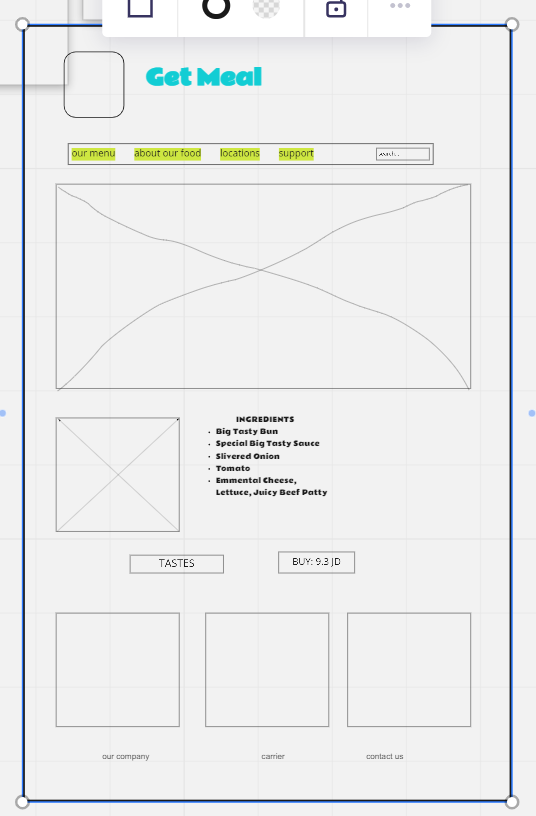 Get Meal
our menu about our food locations support search...
INGREDIENTS
· Big Tasty Bun
· Special Big Tasty Sauce
· Slivered Onion
· Tomato
· Emmental Cheese,
Lettuce, Juicy Beef Patty
TASTES BUY: 9.3 JD
our company carrier contact us